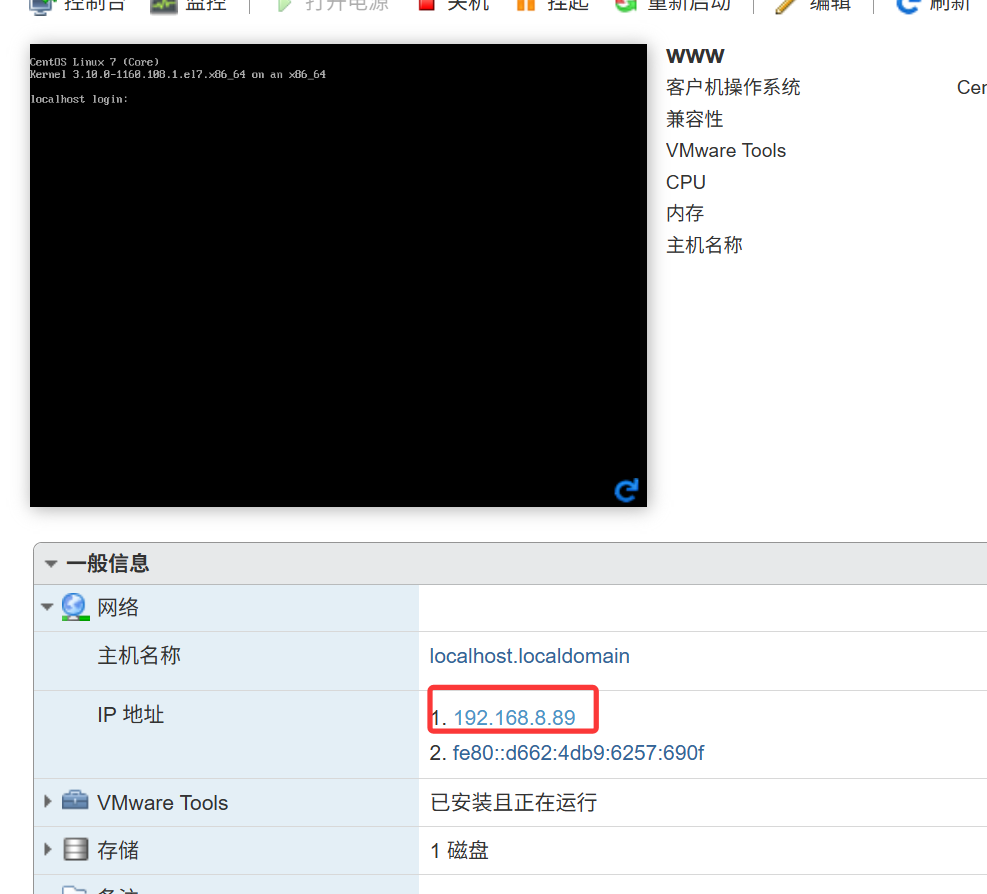 控制台 监控 打开电源 关机 挂起 重新启动 编辑 刷新
CentOS Linux 7 (Core)
Kernel 3.10.0-1160.108.1.el7.x86_64 on an x86_64
localhost login:
www
客户机操作系统 Cen
兼容性
VMware Tools
CPU
内存
主机名称
一般信息
网络
主机名称 localhost.localdomain
IP 地址 1. 192.168.8.89
2. fe80::d662:4db9:6257:690f
VMware Tools 已安装且正在运行
存储 1 磁盘
备注